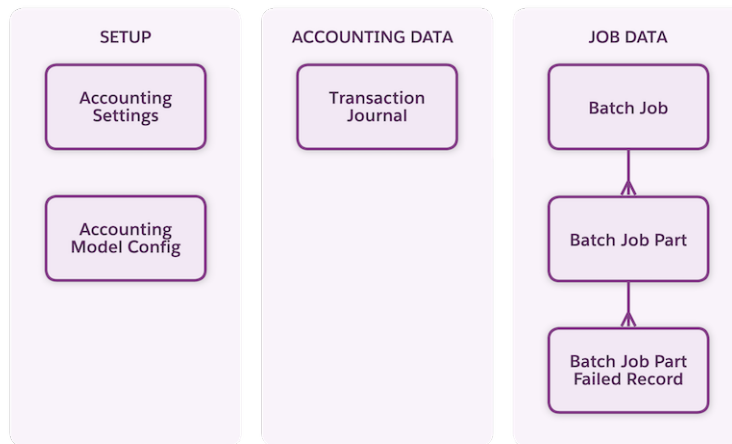 SETUP
Accounting
Settings
Accounting
Model Config
ACCOUNTING DATA
Transaction
Journal
JOB DATA
Batch Job
Batch Job Part
Batch Job Part
Failed Record